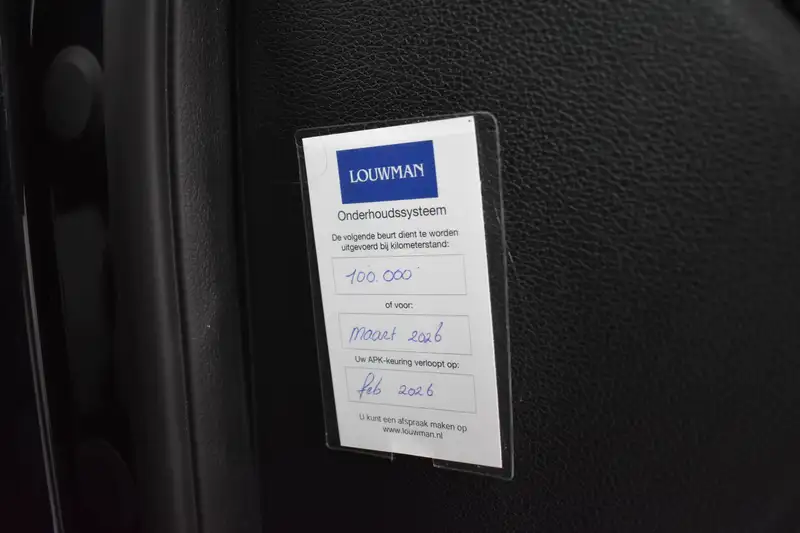 LOUWMAN
Onderhoudssysteem
De volgende beurt dient te worden
uitgevoerd bij kilometerstand:
100.000
of voor:
maart 2026
Uw APK-keuring verloopt op:
feb 2026
U kunt een afspraak maken op
www.louwman.nl